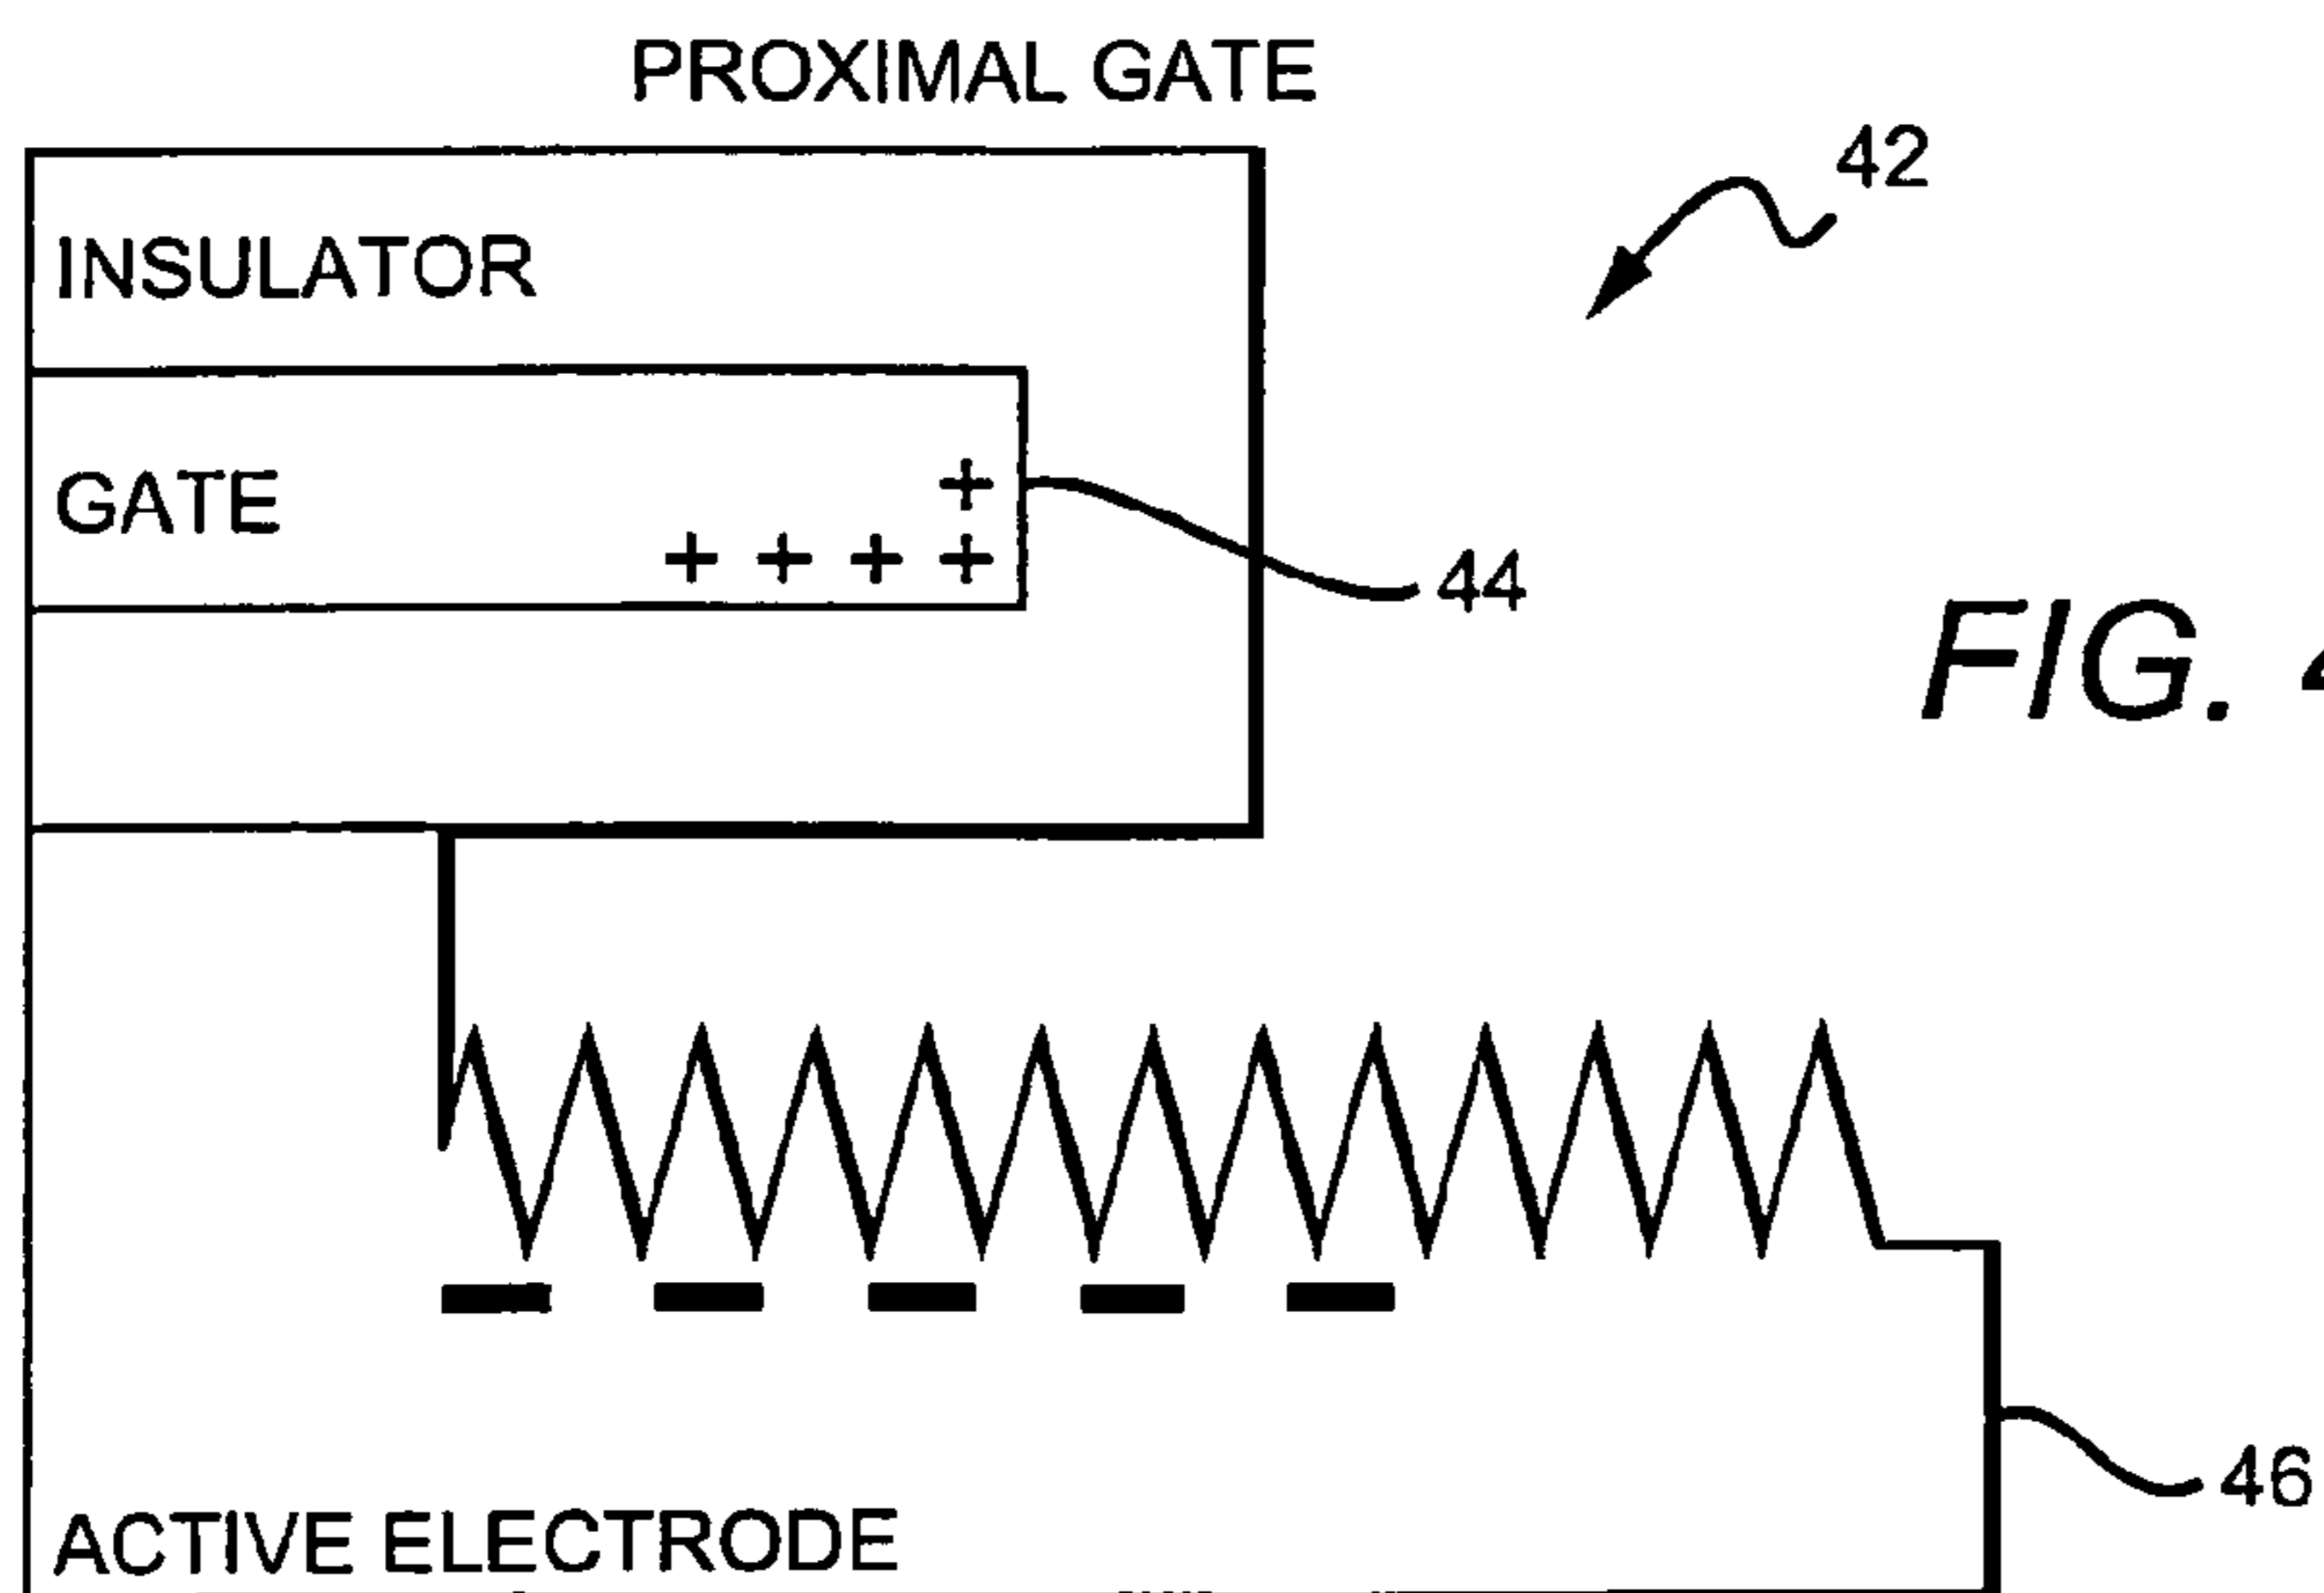 PROXIMAL GATE
42
INSULATOR
GATE
+
+ + + +
44
FIG.
46
ACTIVE ELECTRODE